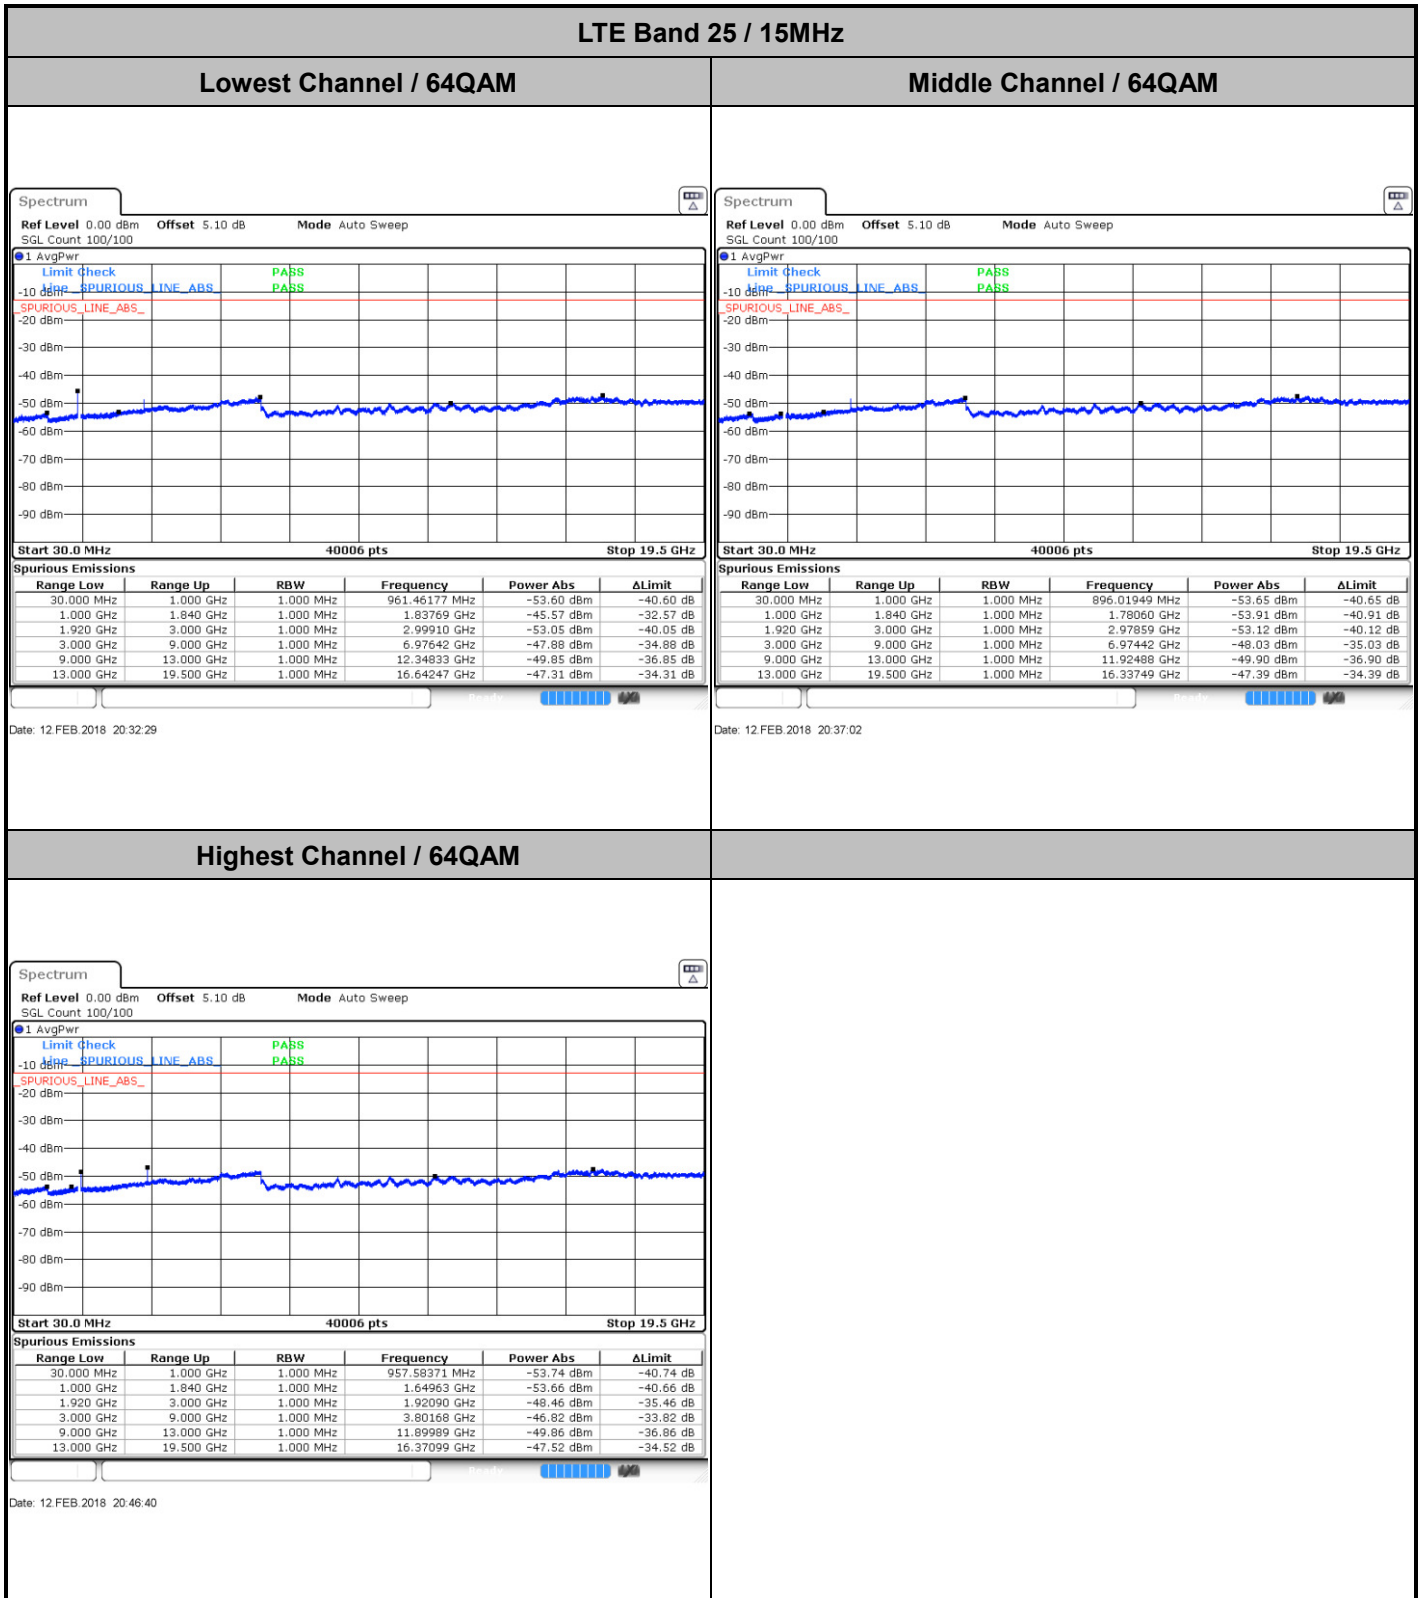 LTE Band 25 / 15MHz
Lowest Channel / 64QAM
Middle Channel / 64QAM
Spectrum
Ref Level 0.00 dBm Offset 5.10 dB Mode Auto Sweep
SGL Count 100/100
1 AvgPwr
Limit Check PASS
Line _SPURIOUS_LINE_ABS_ PASS
-10 dBm
_SPURIOUS_LINE_ABS_
-20 dBm
-30 dBm
-40 dBm
-50 dBm
-60 dBm
-70 dBm
-80 dBm
-90 dBm
Start 30.0 MHz 40006 pts Stop 19.5 GHz
Spurious Emissions
Range Low Range Up RBW Frequency Power Abs ΔLimit
30.000 MHz 1.000 GHz 1.000 MHz 961.46177 MHz -53.60 dBm -40.60 dB
1.000 GHz 1.840 GHz 1.000 MHz 1.83769 GHz -45.57 dBm -32.57 dB
1.920 GHz 3.000 GHz 1.000 MHz 2.99910 GHz -53.05 dBm -40.05 dB
3.000 GHz 9.000 GHz 1.000 MHz 6.97642 GHz -47.88 dBm -34.88 dB
9.000 GHz 13.000 GHz 1.000 MHz 12.34833 GHz -49.85 dBm -36.85 dB
13.000 GHz 19.500 GHz 1.000 MHz 16.64247 GHz -47.31 dBm -34.31 dB
Date: 12.FEB.2018 20:32:29
Spectrum
Ref Level 0.00 dBm Offset 5.10 dB Mode Auto Sweep
SGL Count 100/100
1 AvgPwr
Limit Check PASS
Line _SPURIOUS_LINE_ABS_ PASS
-10 dBm
_SPURIOUS_LINE_ABS_
-20 dBm
-30 dBm
-40 dBm
-50 dBm
-60 dBm
-70 dBm
-80 dBm
-90 dBm
Start 30.0 MHz 40006 pts Stop 19.5 GHz
Spurious Emissions
Range Low Range Up RBW Frequency Power Abs ΔLimit
30.000 MHz 1.000 GHz 1.000 MHz 896.01949 MHz -53.65 dBm -40.65 dB
1.000 GHz 1.840 GHz 1.000 MHz 1.78060 GHz -53.91 dBm -40.91 dB
1.920 GHz 3.000 GHz 1.000 MHz 2.97859 GHz -53.12 dBm -40.12 dB
3.000 GHz 9.000 GHz 1.000 MHz 6.97442 GHz -48.03 dBm -35.03 dB
9.000 GHz 13.000 GHz 1.000 MHz 11.92488 GHz -49.90 dBm -36.90 dB
13.000 GHz 19.500 GHz 1.000 MHz 16.33749 GHz -47.39 dBm -34.39 dB
Date: 12.FEB.2018 20:37:02
Highest Channel / 64QAM
Spectrum
Ref Level 0.00 dBm Offset 5.10 dB Mode Auto Sweep
SGL Count 100/100
1 AvgPwr
Limit Check PASS
Line _SPURIOUS_LINE_ABS_ PASS
-10 dBm
_SPURIOUS_LINE_ABS_
-20 dBm
-30 dBm
-40 dBm
-50 dBm
-60 dBm
-70 dBm
-80 dBm
-90 dBm
Start 30.0 MHz 40006 pts Stop 19.5 GHz
Spurious Emissions
Range Low Range Up RBW Frequency Power Abs ΔLimit
30.000 MHz 1.000 GHz 1.000 MHz 957.58371 MHz -53.74 dBm -40.74 dB
1.000 GHz 1.840 GHz 1.000 MHz 1.64963 GHz -53.66 dBm -40.66 dB
1.920 GHz 3.000 GHz 1.000 MHz 1.92090 GHz -48.46 dBm -35.46 dB
3.000 GHz 9.000 GHz 1.000 MHz 3.80168 GHz -46.82 dBm -33.82 dB
9.000 GHz 13.000 GHz 1.000 MHz 11.89989 GHz -49.86 dBm -36.86 dB
13.000 GHz 19.500 GHz 1.000 MHz 16.37099 GHz -47.52 dBm -34.52 dB
Date: 12.FEB.2018 20:46:40